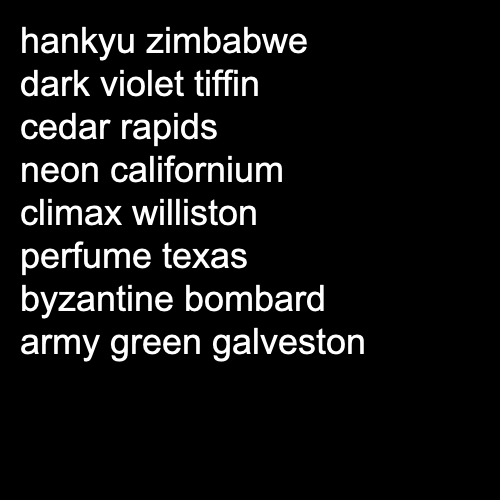 hankyu zimbabwe
dark violet tiffin
cedar rapids
neon californium
climax williston
perfume texas
byzantine bombard
army green galveston